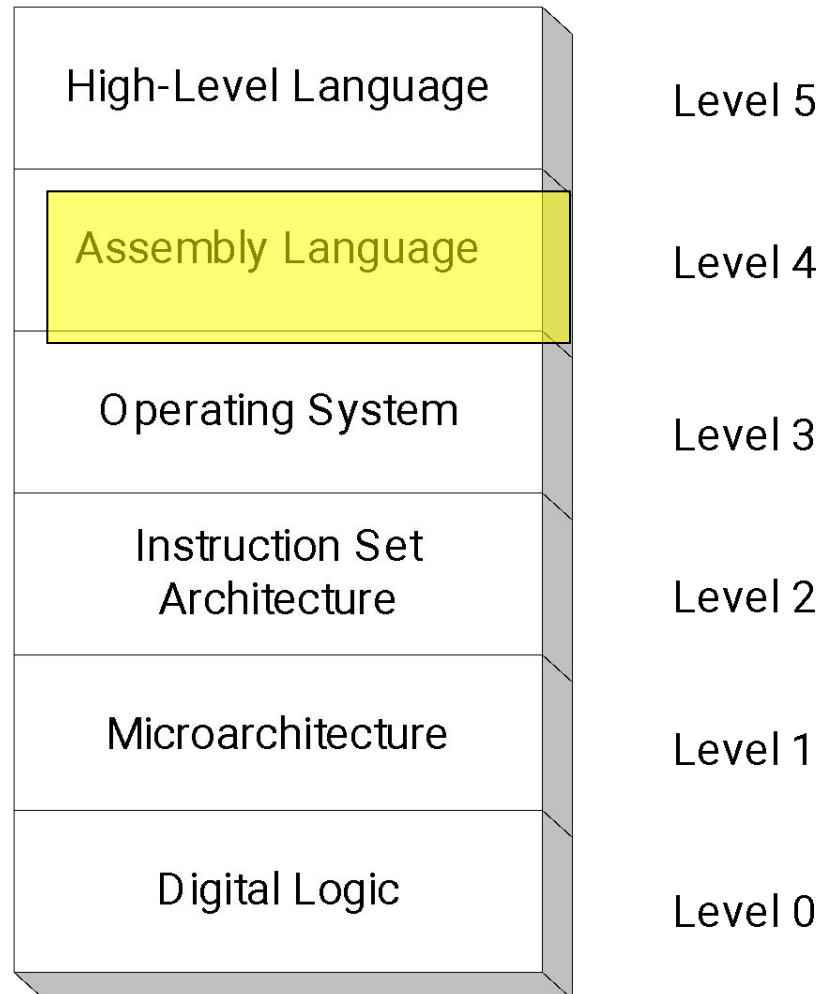 High-Level Language Level 5
Assembly Language Level 4
Operating System Level 3
Instruction Set
Architecture Level 2
Microarchitecture Level 1
Digital Logic Level 0